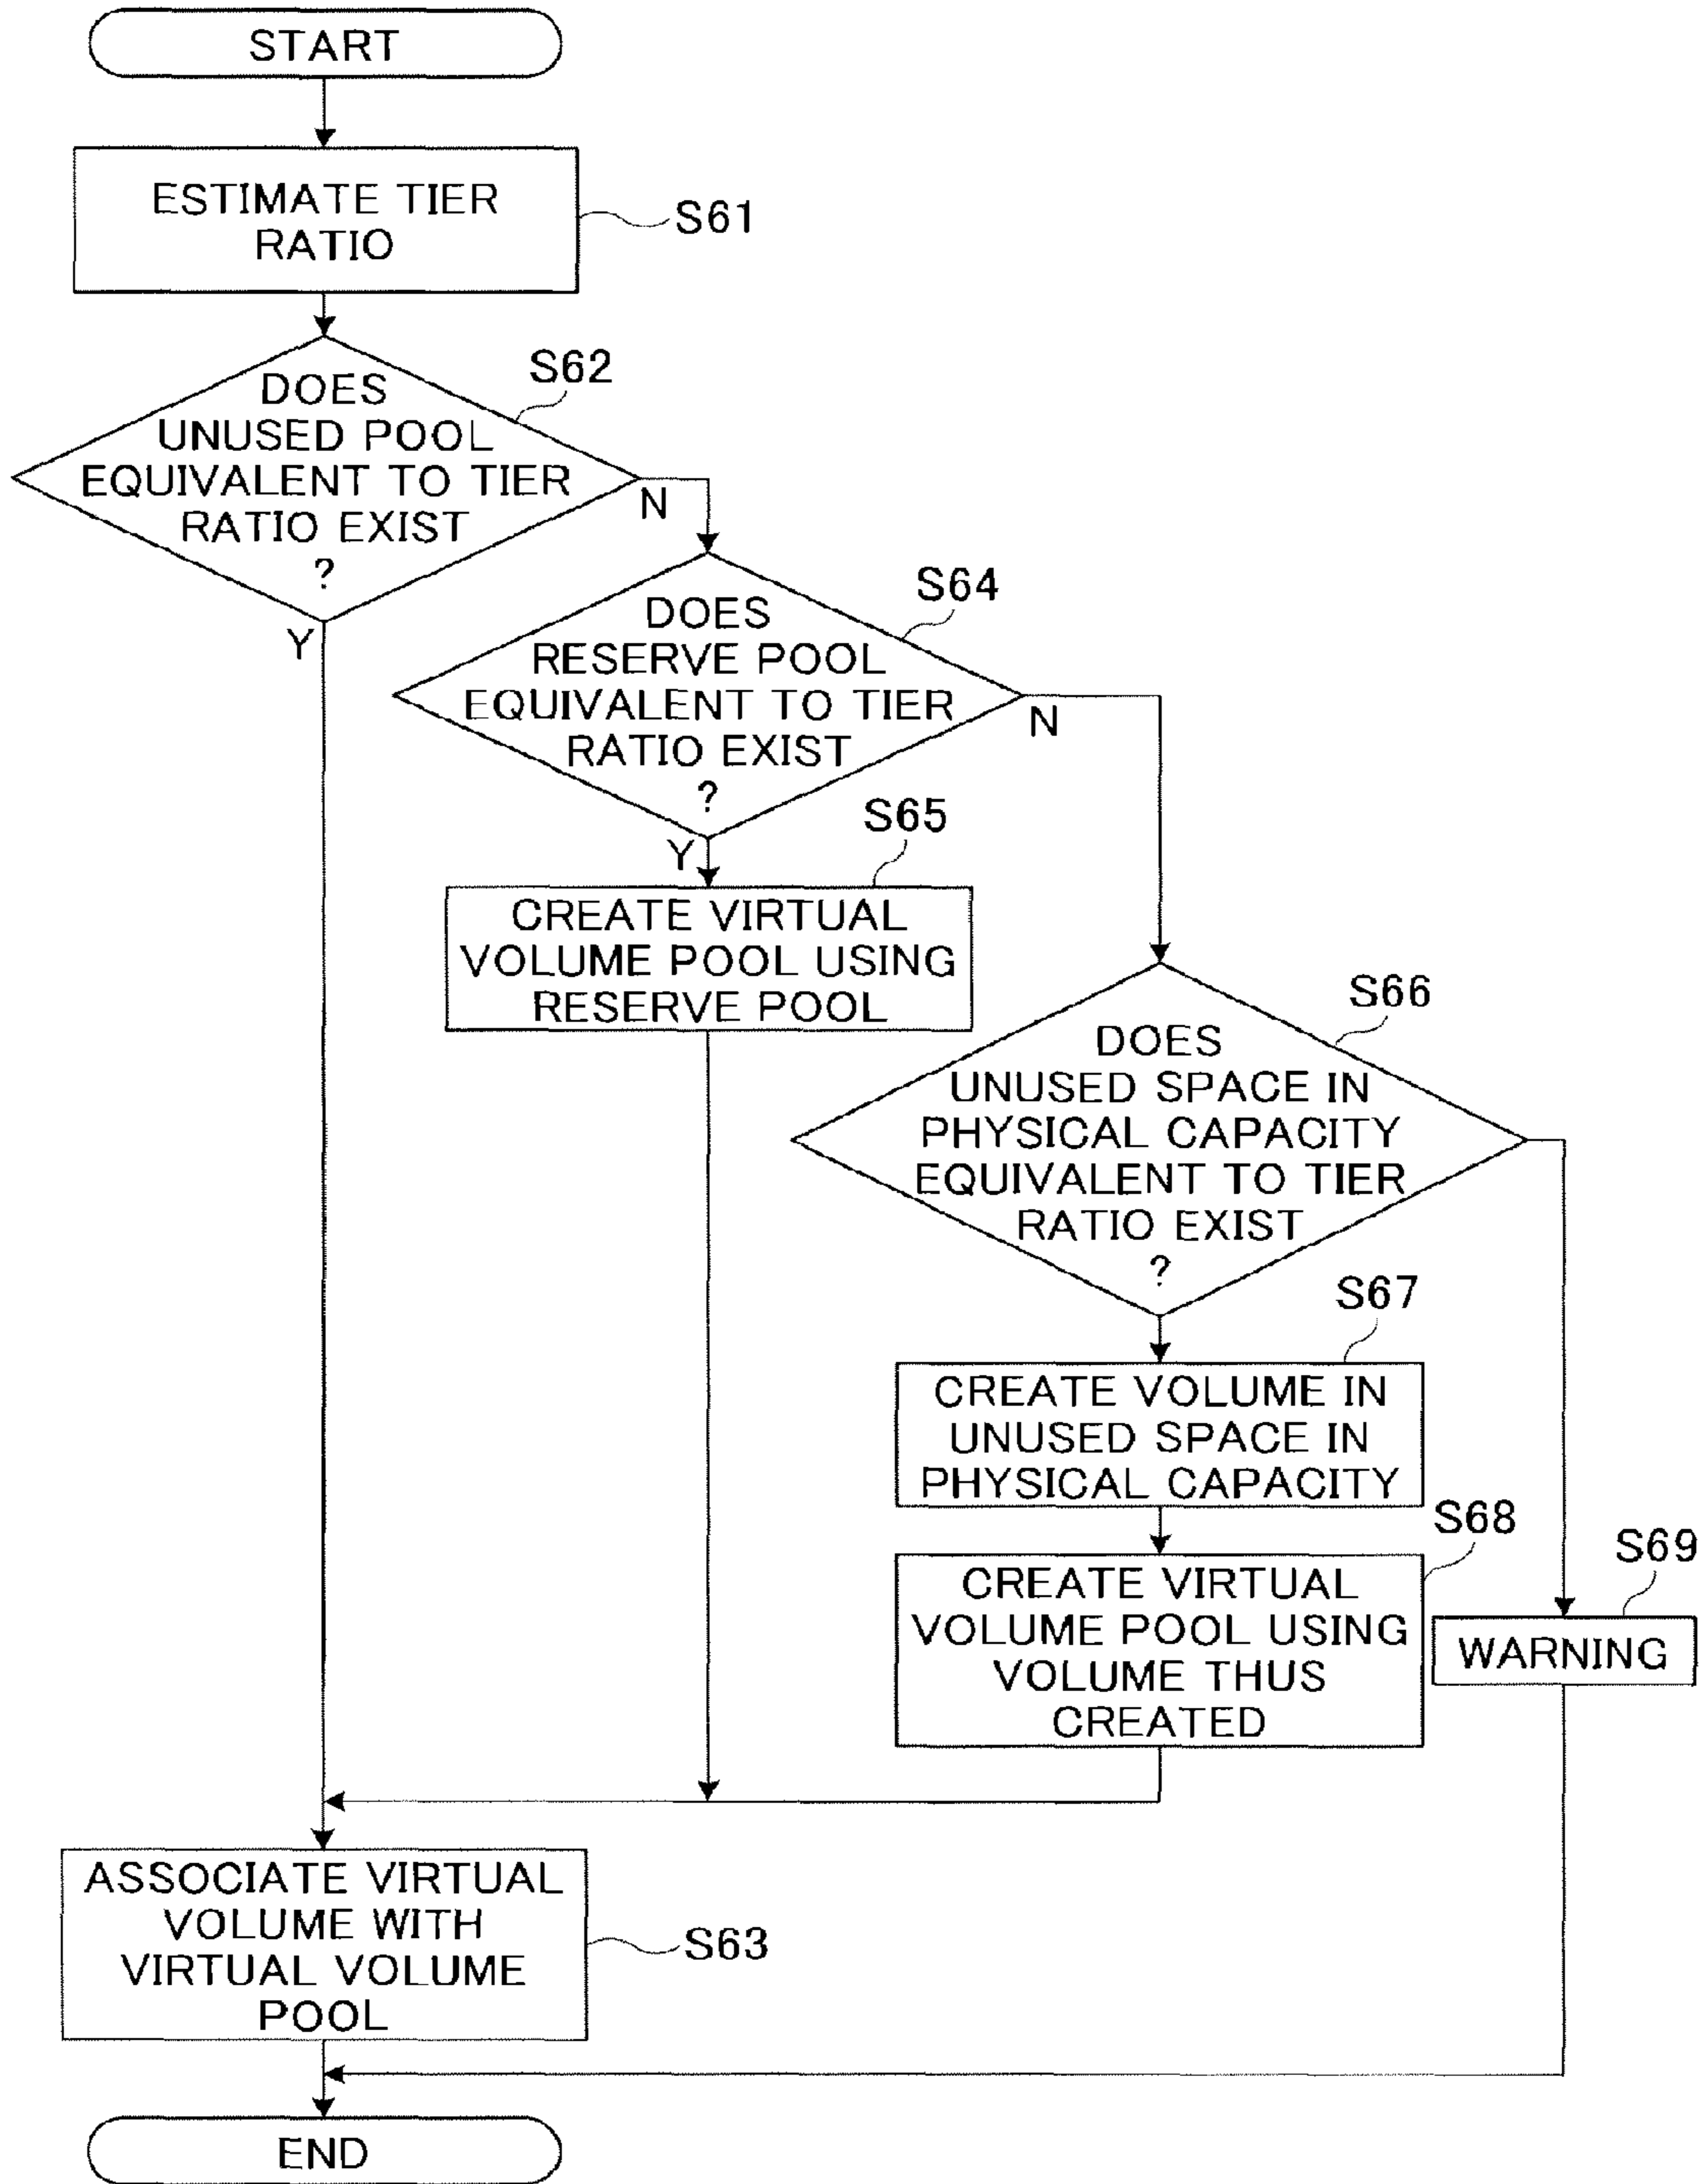 START
ESTIMATE TIER
RATIO
S61
S62
DOES
UNUSED POOL
EQUIVALENT TO TIER
RATIO EXIST
?
N
Y
S64
DOES
RESERVE POOL
EQUIVALENT TO TIER
RATIO EXIST
?
N
Y
S65
CREATE VIRTUAL
VOLUME POOL USING
RESERVE POOL
S66
DOES
UNUSED SPACE IN
PHYSICAL CAPACITY
EQUIVALENT TO TIER
RATIO EXIST
?
S67
CREATE VOLUME IN
UNUSED SPACE IN
PHYSICAL CAPACITY
S68
CREATE VIRTUAL
VOLUME POOL USING
VOLUME THUS
CREATED
S69
WARNING
ASSOCIATE VIRTUAL
VOLUME WITH
VIRTUAL VOLUME
POOL
S63
END